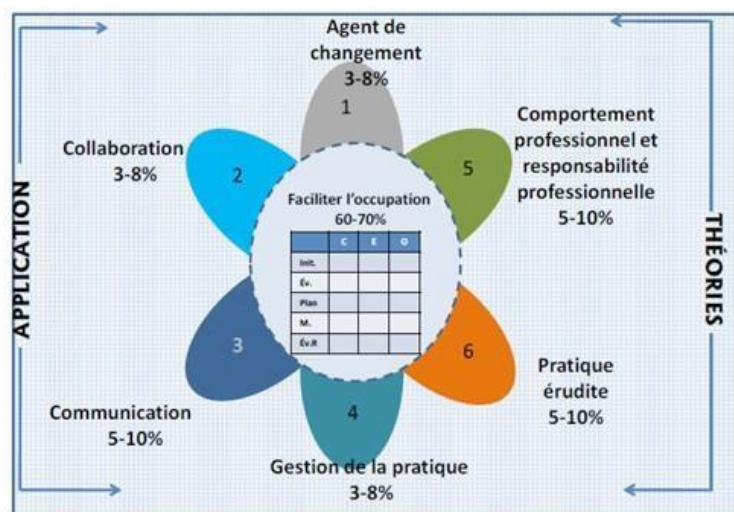 Agent de
changement
3-8%
1
Collaboration
3-8%
2
Comportement
professionnel et
responsabilité
professionnelle
5-10%
5
Faciliter l'occupation
60-70%
C E O
Init.
Év.
Plan
M.
Év.R
APPLICATION
THÉORIES
3
Communication
5-10%
6
Pratique
érudite
5-10%
4
Gestion de la pratique
3-8%